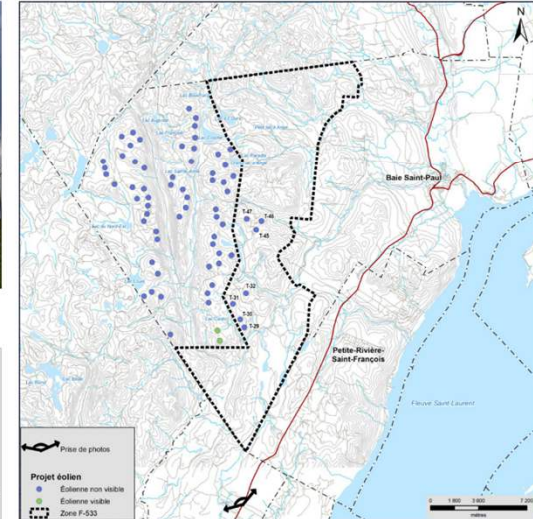 N
Baie Saint-Paul
T-47
T-46
T-45
T-32
T-31
T-30
T-29
Petite-Rivière-
Saint-François
Fleuve Saint-Laurent
Prise de photos
Projet éolien
Éolienne non visible
Éolienne visible
Zone F-533
0
1 800
3 600
7 200
mètres